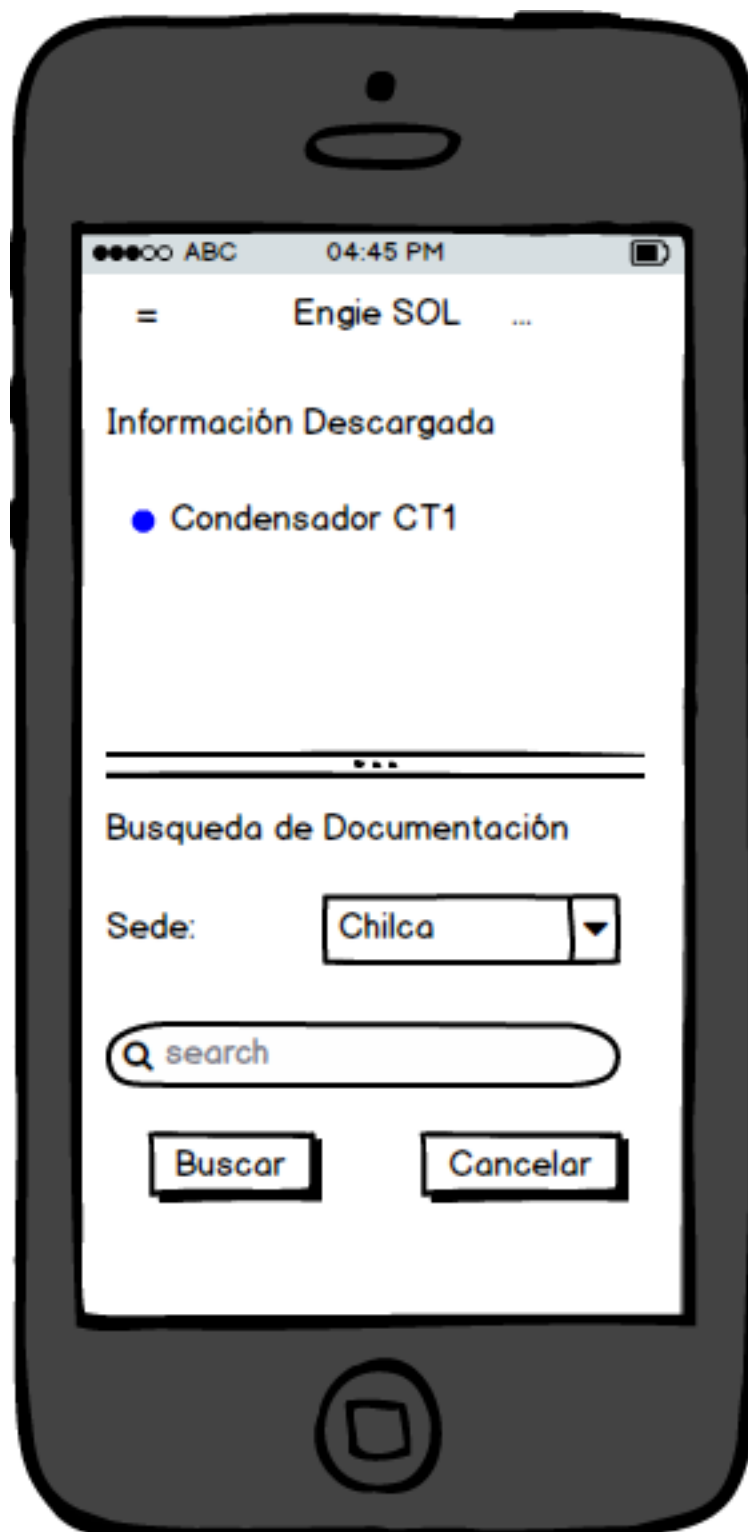 ABC 04:45 PM
= Engie SOL ...
Información Descargada
Condensador CT1
Busqueda de Documentación
Sede: Chilca
search
Buscar Cancelar